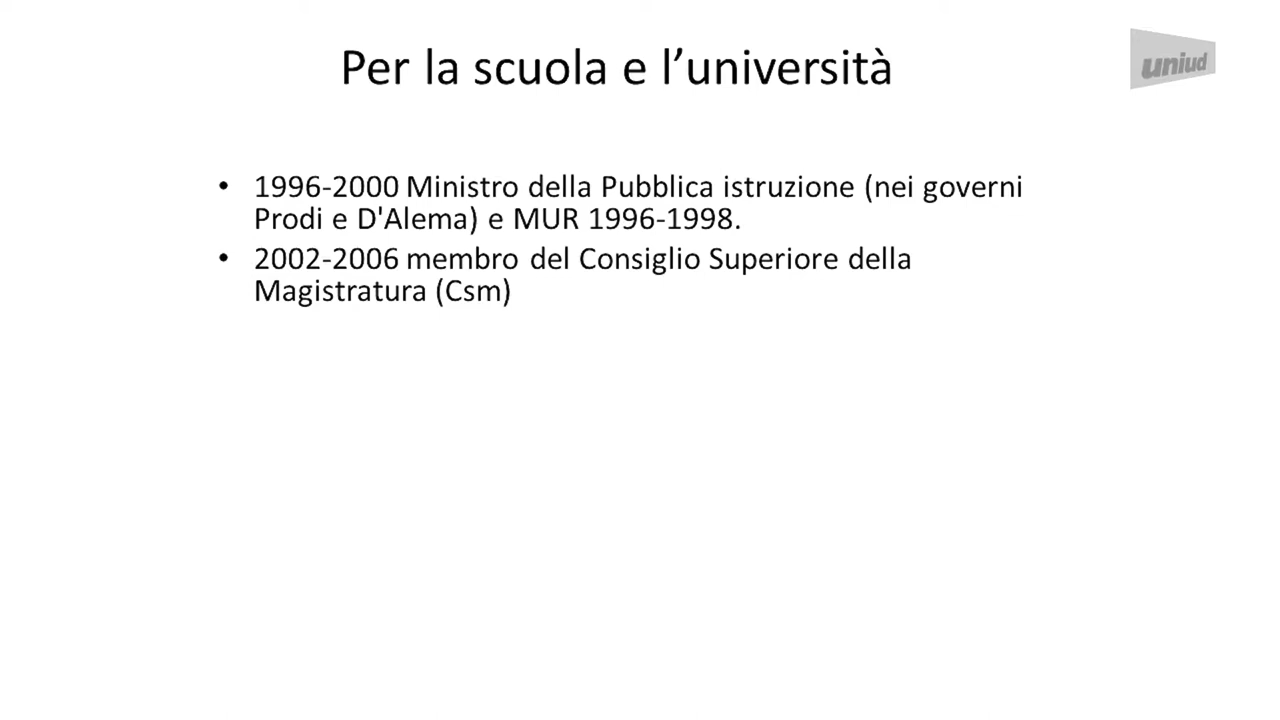 Per la scuola e l’università
uniud
• 1996-2000 Ministro della Pubblica istruzione (nei governi
Prodi e D'Alema) e MUR 1996-1998.
• 2002-2006 membro del Consiglio Superiore della
Magistratura (Csm)